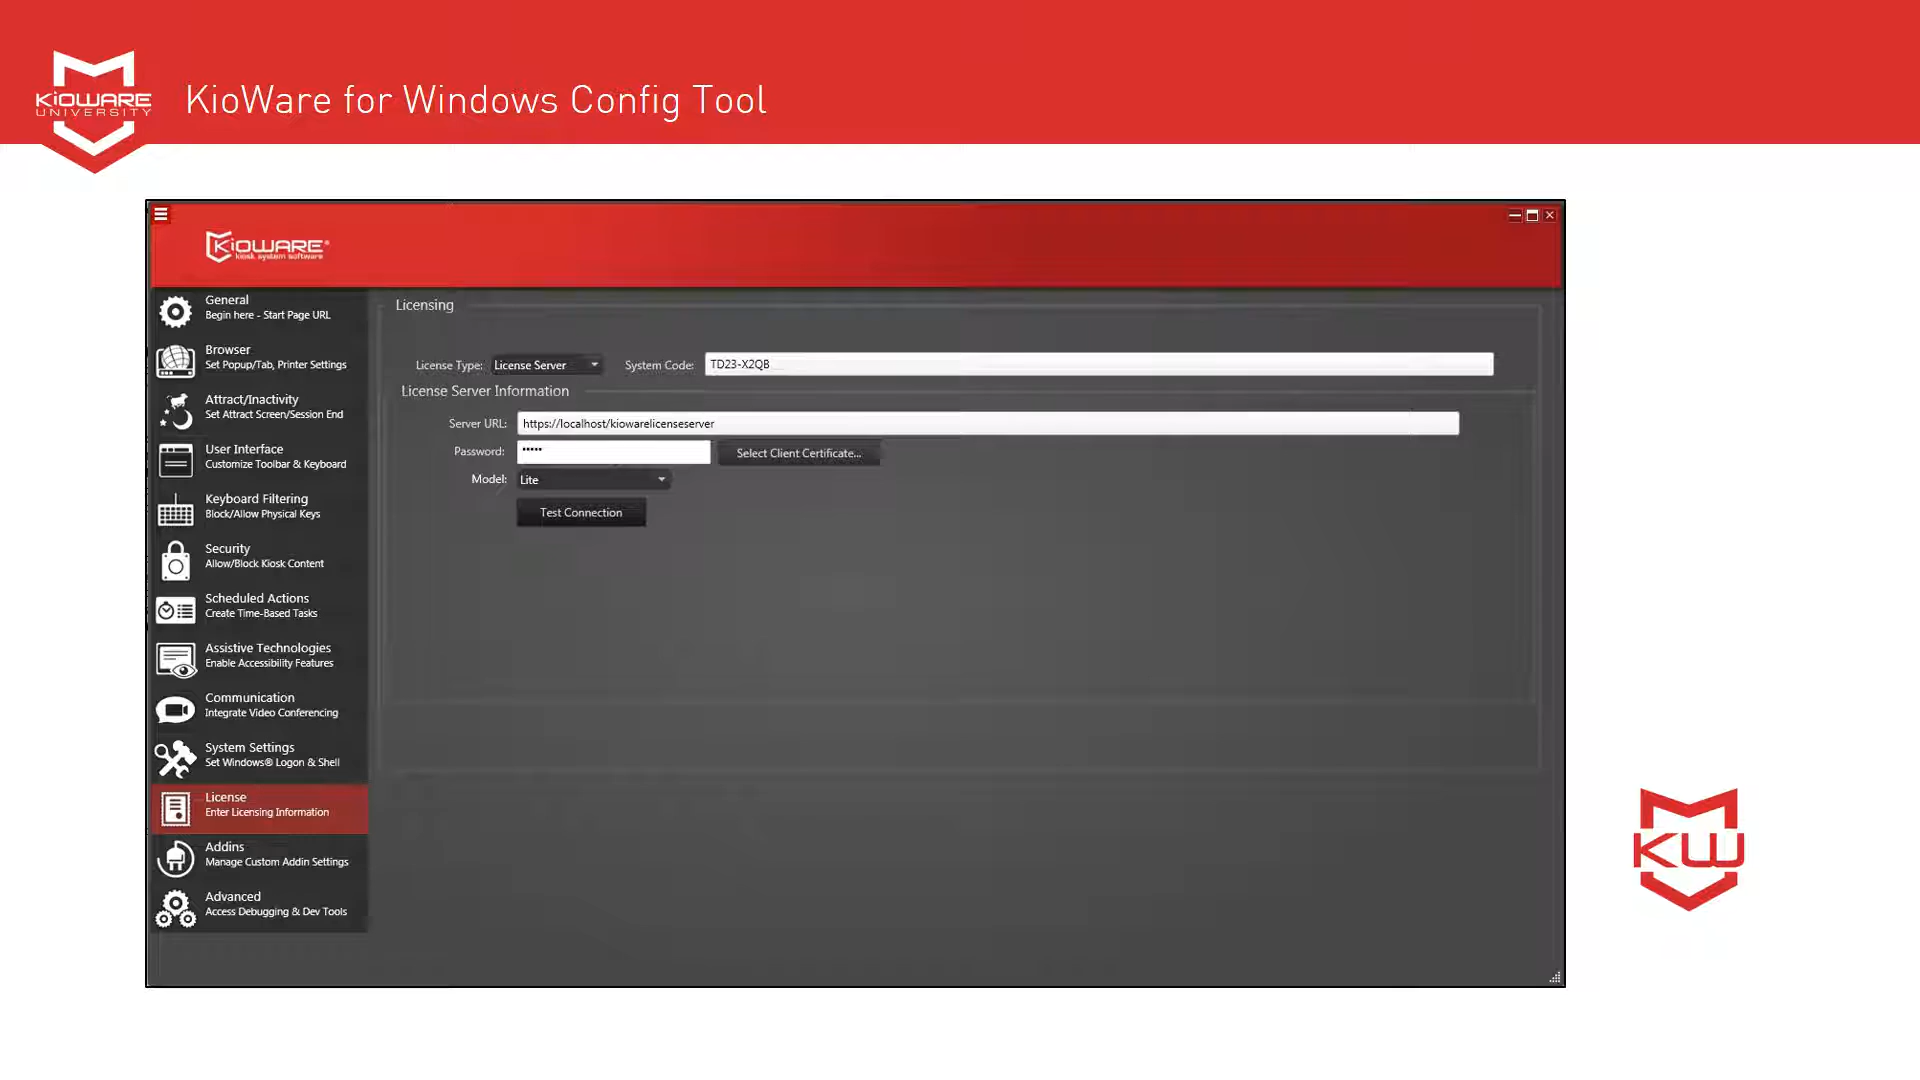 KioWare for Windows Config Tool
KIOWARE
UNIVERSITY
KIOWARE®
kiosk system software
General
Begin here - Start Page URL
Browser
Set Popup/Tab, Printer Settings
Attract/Inactivity
Set Attract Screen/Session End
User Interface
Customize Toolbar & Keyboard
Keyboard Filtering
Block/Allow Physical Keys
Security
Allow/Block Kiosk Content
Scheduled Actions
Create Time-Based Tasks
Assistive Technologies
Enable Accessibility Features
Communication
Integrate Video Conferencing
System Settings
Set Windows® Logon & Shell
License
Enter Licensing Information
Addins
Manage Custom Addin Settings
Advanced
Access Debugging & Dev Tools
Licensing
License Type: License Server System Code: TD23-X2QB
License Server Information
Server URL: https://localhost/kiowarelicenseserver
Password: ••••• Select Client Certificate...
Model: Lite
Test Connection
KW